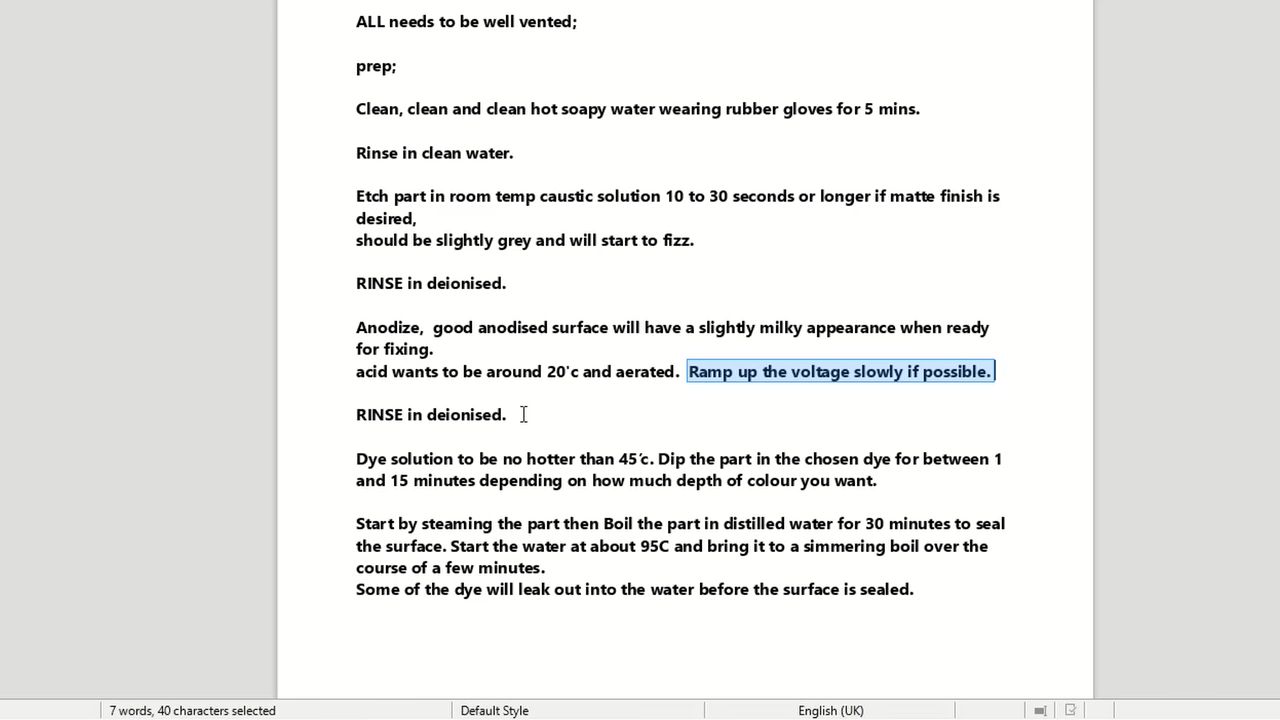 ALL needs to be well vented;
prep;
Clean, clean and clean hot soapy water wearing rubber gloves for 5 mins.
Rinse in clean water.
Etch part in room temp caustic solution 10 to 30 seconds or longer if matte finish is
desired,
should be slightly grey and will start to fizz.
RINSE in deionised.
Anodize,  good anodised surface will have a slightly milky appearance when ready
for fixing.
acid wants to be around 20'c and aerated.  Ramp up the voltage slowly if possible.
RINSE in deionised.
Dye solution to be no hotter than 45'c. Dip the part in the chosen dye for between 1
and 15 minutes depending on how much depth of colour you want.
Start by steaming the part then Boil the part in distilled water for 30 minutes to seal
the surface. Start the water at about 95C and bring it to a simmering boil over the
course of a few minutes.
Some of the dye will leak out into the water before the surface is sealed.
7 words, 40 characters selected Default Style English (UK)